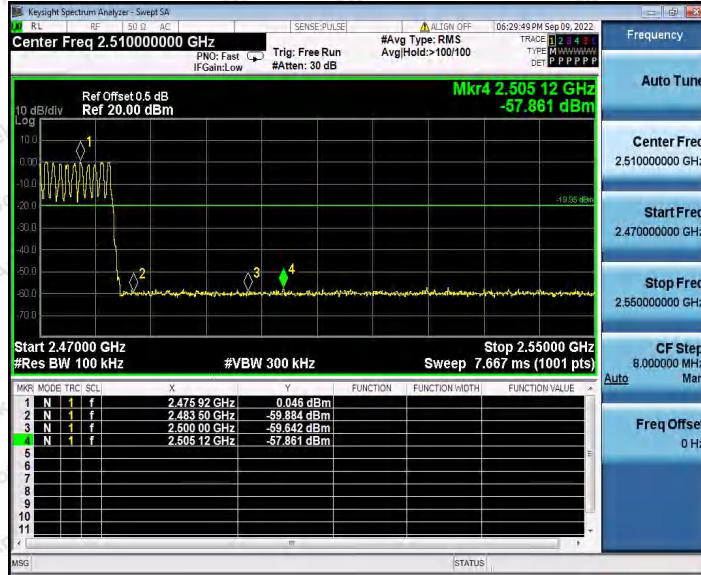 Keysight Spectrum Analyzer - Swept SA
RL RF 50 Ω AC SENSE:PULSE ALIGN OFF 06:29:49 PM Sep 09, 2022
Center Freq 2.510000000 GHz
PNO: Fast
IFGain:Low
Trig: Free Run
#Atten: 30 dB
#Avg Type: RMS
Avg|Hold:>100/100
TRACE 1 2 3 4 5 6
TYPE M WWWWW
DET P P P P P P
Ref Offset 0.5 dB
10 dB/div Ref 20.00 dBm
Log
Mkr4 2.505 12 GHz
-57.861 dBm
10.0
0.00
-10.0
-20.0
-30.0
-40.0
-50.0
-60.0
-70.0
1
2
3
4
-19.95 dBm
Start 2.47000 GHz Stop 2.55000 GHz
#Res BW 100 kHz #VBW 300 kHz Sweep 7.667 ms (1001 pts)
MKR MODE TRC SCL X Y FUNCTION FUNCTION WIDTH FUNCTION VALUE
1 N 1 f 2.475 92 GHz 0.046 dBm
2 N 1 f 2.483 50 GHz -59.884 dBm
3 N 1 f 2.500 00 GHz -59.642 dBm
4 N 1 f 2.505 12 GHz -57.861 dBm
5
6
7
8
9
10
11
MSG STATUS
Frequency
Auto Tune
Center Freq
2.510000000 GHz
Start Freq
2.470000000 GHz
Stop Freq
2.550000000 GHz
CF Step
8.000000 MHz
Auto Man
Freq Offset
0 Hz